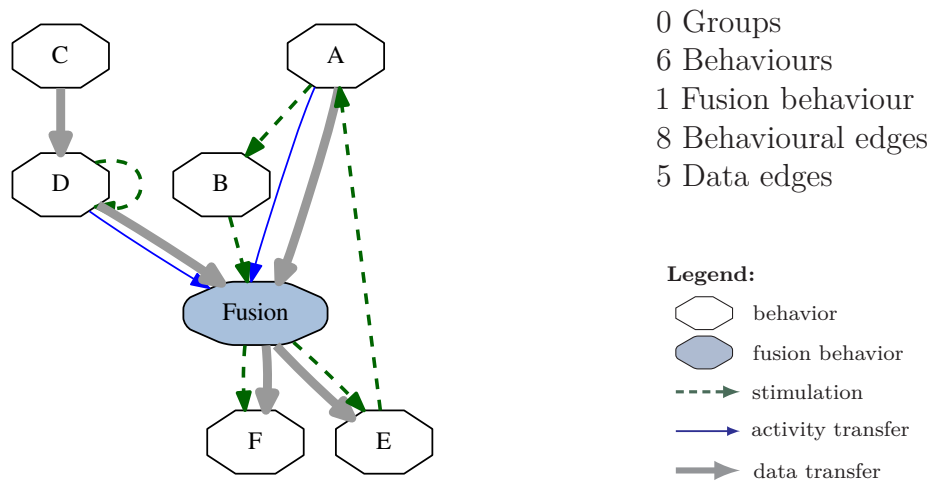 C
A
D
B
Fusion
F
E
0 Groups
6 Behaviours
1 Fusion behaviour
8 Behavioural edges
5 Data edges
Legend:
behavior
fusion behavior
stimulation
activity transfer
data transfer